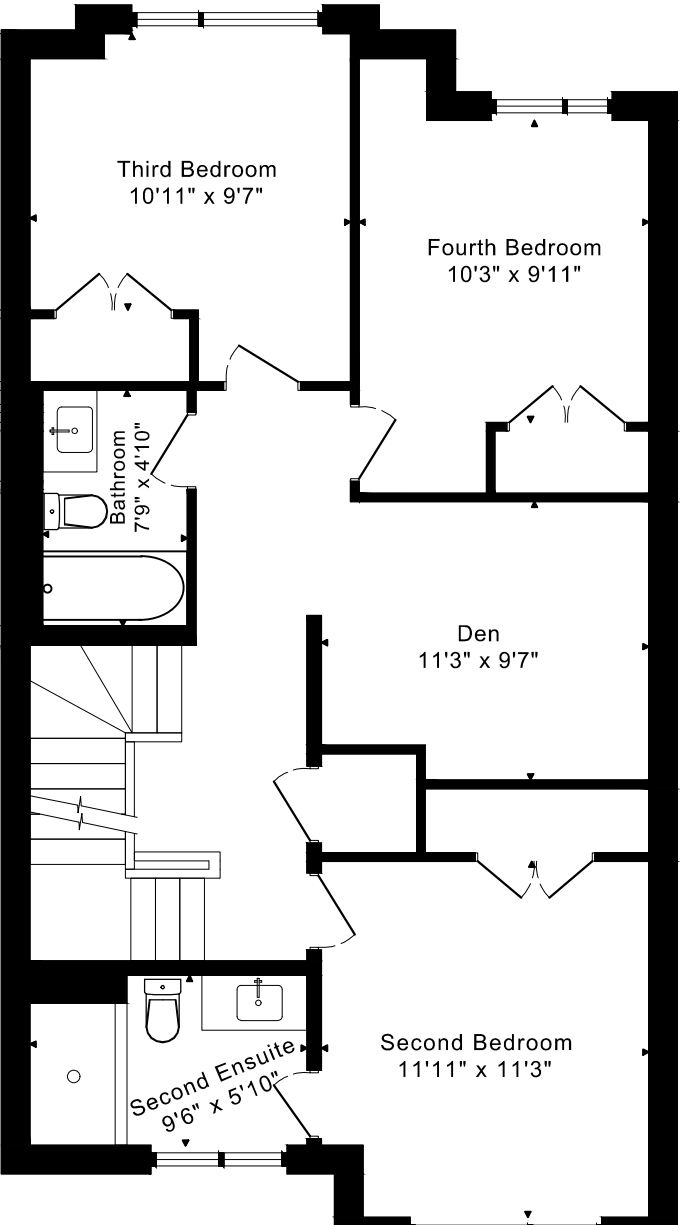 Third Bedroom
10'11" x 9'7"
Fourth Bedroom
10'3" x 9'11"
Bathroom
7'9" x 4'10"
Den
11'3" x 9'7"
Second Bedroom
11'11" x 11'3"
Second Ensuite
9'6" x 5'10"